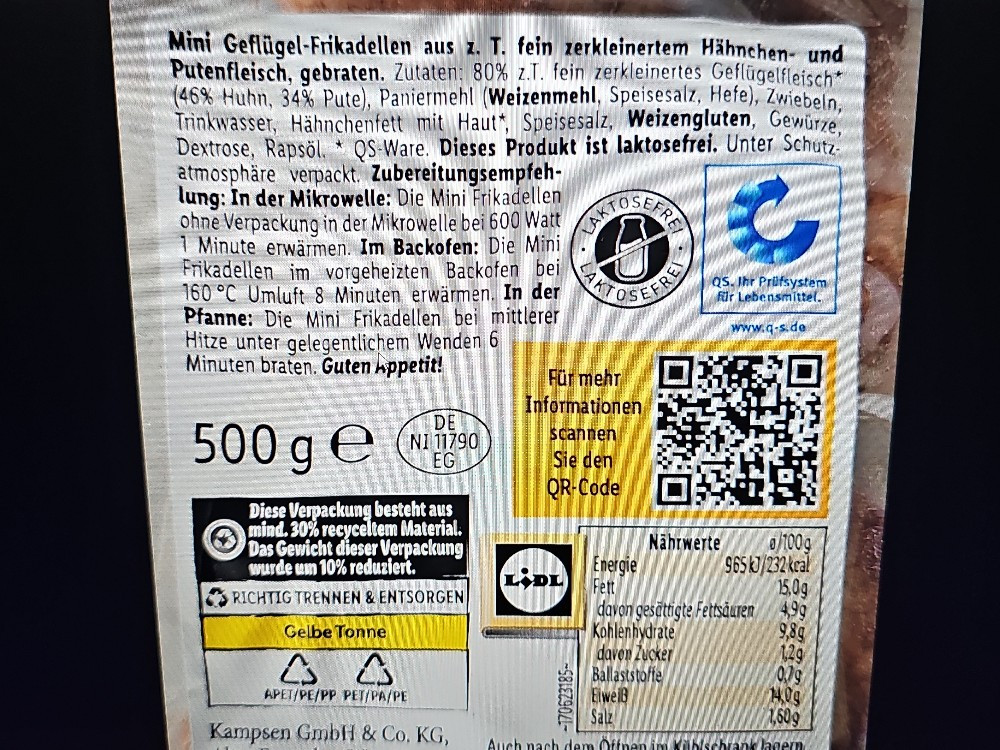 Mini Geflügel-Frikadellen aus z. T. fein zerkleinertem Hähnchen- und
Putenfleisch, gebraten. Zutaten: 80% z.T. fein zerkleinertes Geflügelfleisch*
(46% Huhn, 34% Pute), Paniermehl (Weizenmehl, Speisesalz, Hefe), Zwiebeln,
Trinkwasser, Hähnchenfett mit Haut*, Speisesalz, Weizengluten, Gewürze,
Dextrose, Rapsöl. * QS-Ware. Dieses Produkt ist laktosefrei. Unter Schutz-
atmosphäre verpackt. Zubereitungsempfeh-
lung: In der Mikrowelle: Die Mini Frikadellen
ohne Verpackung in der Mikrowelle bei 600 Watt
1 Minute erwärmen. Im Backofen: Die Mini
Frikadellen im vorgeheizten Backofen bei
160 °C Umluft 8 Minuten erwärmen. In der
Pfanne: Die Mini Frikadellen bei mittlerer
Hitze unter gelegentlichem Wenden 6
Minuten braten. Guten Appetit!
LAKTOSEFREI
LAKTOSEFREI
QS. Ihr Prüfsystem
für Lebensmittel.
www.q-s.de
Für mehr
Informationen
scannen
Sie den
QR-Code
500 g e
DE
NI 11790
EG
Diese Verpackung besteht aus
mind. 30% recyceltem Material.
Das Gewicht dieser Verpackung
wurde um 10% reduziert.
RICHTIG TRENNEN & ENTSORGEN
Gelbe Tonne
APET/PE/PP PET/PA/PE
LIDL
Nährwerte ø/100g
Energie 965 kJ/232 kcal
Fett 15,0g
davon gesättigte Fettsäuren 4,9g
Kohlenhydrate 9,8g
davon Zucker 1,2g
Ballaststoffe 0,7g
Eiweiß 14,0g
Salz 1,60g
-170623185-
Kampsen GmbH & Co. KG,
Auch nach dem Öffnen im Kühlschrank lagern.